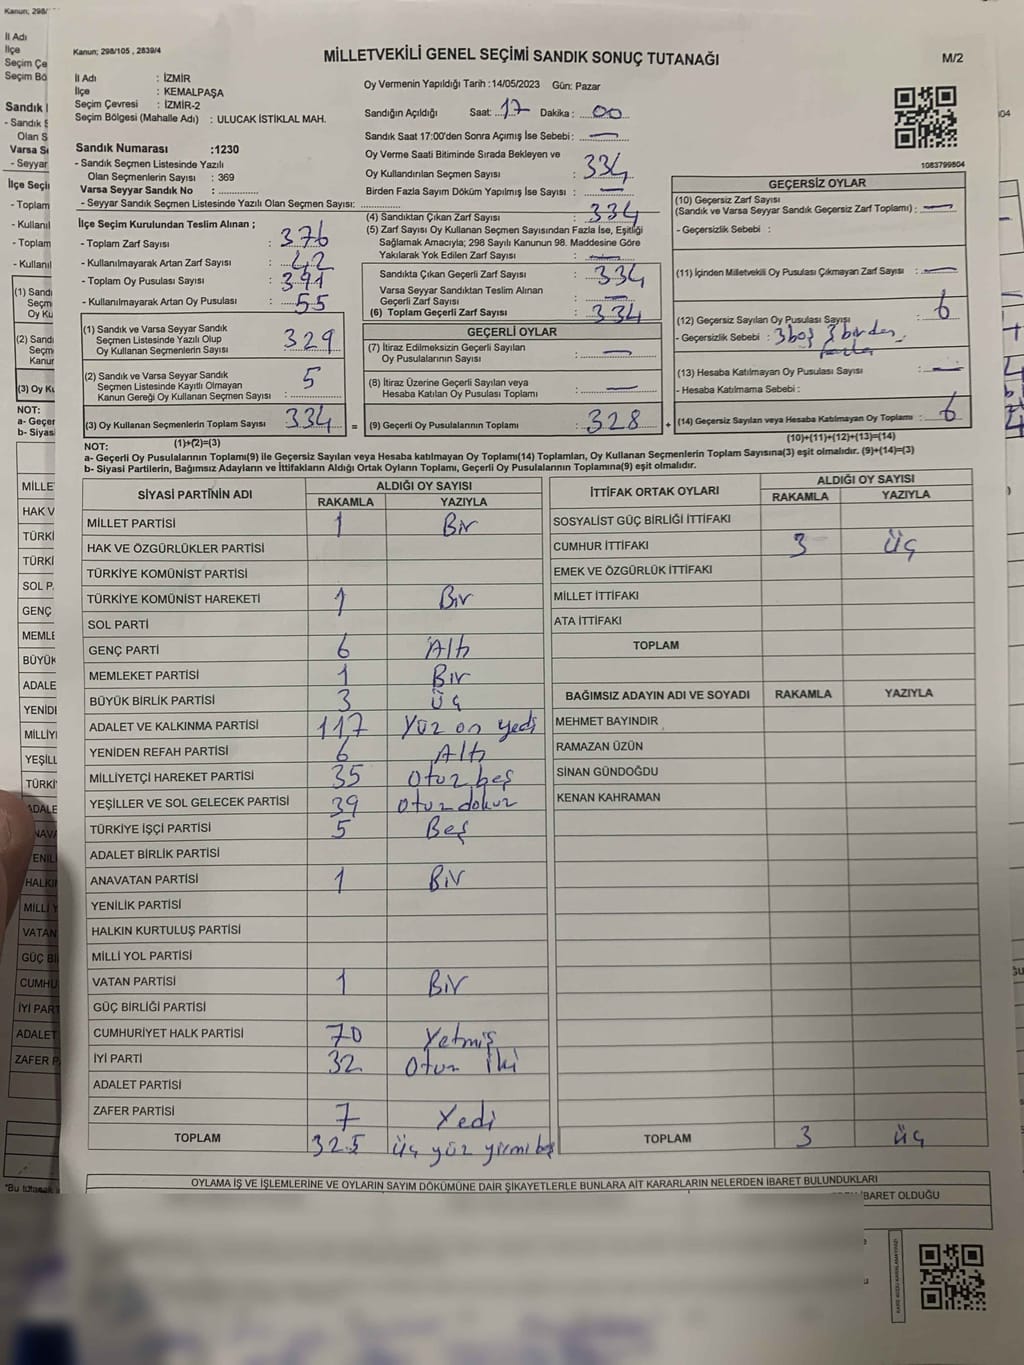 Kanun; 298/105 , 2839/4
MİLLETVEKİLİ GENEL SEÇİMİ SANDIK SONUÇ TUTANAĞI
M/2
İl Adı : İZMİR
İlçe : KEMALPAŞA
Seçim Çevresi : İZMİR-2
Seçim Bölgesi (Mahalle Adı) : ULUCAK İSTİKLAL MAH.
Sandık Numarası :1230
- Sandık Seçmen Listesinde Yazılı
Olan Seçmenlerin Sayısı : 369
Varsa Seyyar Sandık No : ..............
- Seyyar Sandık Seçmen Listesinde Yazılı Olan Seçmen Sayısı: ..............
Oy Vermenin Yapıldığı Tarih :14/05/2023 Gün: Pazar
Sandığın Açıldığı Saat: 17 Dakika : 00
Sandık Saat 17:00'den Sonra Açımış İse Sebebi : —
Oy Verme Saati Bitiminde Sırada Bekleyen ve
Oy Kullandırılan Seçmen Sayısı : 334
Birden Fazla Sayım Döküm Yapılmış İse Sayısı : —
1083799804
İlçe Seçim Kurulundan Teslim Alınan ;
- Toplam Zarf Sayısı : 376
- Kullanılmayarak Artan Zarf Sayısı : 42
- Toplam Oy Pusulası Sayısı : 391
- Kullanılmayarak Artan Oy Pusulası : 55
(1) Sandık ve Varsa Seyyar Sandık
Seçmen Listesinde Yazılı Olup
Oy Kullanan Seçmenlerin Sayısı 329
(2) Sandık ve Varsa Seyyar Sandık
Seçmen Listesinde Kayıtlı Olmayan
Kanun Gereği Oy Kullanan Seçmen Sayısı : 5
(3) Oy Kullanan Seçmenlerin Toplam Sayısı 334 =
(4) Sandıktan Çıkan Zarf Sayısı : 334
(5) Zarf Sayısı Oy Kullanan Seçmen Sayısından Fazla İse, Eşitliği
Sağlamak Amacıyla; 298 Sayılı Kanunun 98. Maddesine Göre
Yakılarak Yok Edilen Zarf Sayısı : —
Sandıkta Çıkan Geçerli Zarf Sayısı : 334
Varsa Seyyar Sandıktan Teslim Alınan
Geçerli Zarf Sayısı : —
(6) Toplam Geçerli Zarf Sayısı : 334
GEÇERLİ OYLAR
(7) İtiraz Edilmeksizin Geçerli Sayılan
Oy Pusulalarının Sayısı : —
(8) İtiraz Üzerine Geçerli Sayılan veya
Hesaba Katılan Oy Pusulası Toplamı : —
(9) Geçerli Oy Pusulalarının Toplamı : 328 +
GEÇERSİZ OYLAR
(10) Geçersiz Zarf Sayısı
(Sandık ve Varsa Seyyar Sandık Geçersiz Zarf Toplamı) : —
- Geçersizlik Sebebi :
(11) İçinden Milletvekili Oy Pusulası Çıkmayan Zarf Sayısı : —
(12) Geçersiz Sayılan Oy Pusulası Sayısı : 6
- Geçersizlik Sebebi : 3 boş 3 birden
fazla
(13) Hesaba Katılmayan Oy Pusulası Sayısı : —
- Hesaba Katılmama Sebebi :
(14) Geçersiz Sayılan veya Hesaba Katılmayan Oy Toplamı : 6
NOT: (1)+(2)=(3) (10)+(11)+(12)+(13)=(14)
a- Geçerli Oy Pusulalarının Toplamı(9) ile Geçersiz Sayılan veya Hesaba katılmayan Oy Toplamı(14) Toplamları, Oy Kullanan Seçmenlerin Toplam Sayısına(3) eşit olmalıdır. (9)+(14)=(3)
b- Siyasi Partilerin, Bağımsız Adayların ve İttifakların Aldığı Ortak Oyların Toplamı, Geçerli Oy Pusulalarının Toplamına(9) eşit olmalıdır.
SİYASİ PARTİNİN ADI ALDIĞI OY SAYISI
RAKAMLA YAZIYLA
MİLLET PARTİSİ 1 Bir
HAK VE ÖZGÜRLÜKLER PARTİSİ
TÜRKİYE KOMÜNİST PARTİSİ
TÜRKİYE KOMÜNİST HAREKETİ 1 Bir
SOL PARTİ
GENÇ PARTİ 6 Altı
MEMLEKET PARTİSİ 1 Bir
BÜYÜK BİRLİK PARTİSİ 3 üç
ADALET VE KALKINMA PARTİSİ 117 Yüz on yedi
YENİDEN REFAH PARTİSİ 6 Altı
MİLLİYETÇİ HAREKET PARTİSİ 35 Otuz beş
YEŞİLLER VE SOL GELECEK PARTİSİ 39 Otuz dokuz
TÜRKİYE İŞÇİ PARTİSİ 5 Beş
ADALET BİRLİK PARTİSİ
ANAVATAN PARTİSİ 1 Bir
YENİLİK PARTİSİ
HALKIN KURTULUŞ PARTİSİ
MİLLİ YOL PARTİSİ
VATAN PARTİSİ 1 Bir
GÜÇ BİRLİĞİ PARTİSİ
CUMHURİYET HALK PARTİSİ 70 Yetmiş
İYİ PARTİ 32 Otuz iki
ADALET PARTİSİ
ZAFER PARTİSİ 7 Yedi
TOPLAM 325 üç yüz yirmi beş
İTTİFAK ORTAK OYLARI ALDIĞI OY SAYISI
RAKAMLA YAZIYLA
SOSYALİST GÜÇ BİRLİĞİ İTTİFAKI
CUMHUR İTTİFAKI 3 üç
EMEK VE ÖZGÜRLÜK İTTİFAKI
MİLLET İTTİFAKI
ATA İTTİFAKI
TOPLAM
BAĞIMSIZ ADAYIN ADI VE SOYADI RAKAMLA YAZIYLA
MEHMET BAYINDIR
RAMAZAN ÜZÜN
SİNAN GÜNDOĞDU
KENAN KAHRAMAN
TOPLAM 3 üç
OYLAMA İŞ VE İŞLEMLERİNE VE OYLARIN SAYIM DÖKÜMÜNE DAİR ŞİKAYETLERLE BUNLARA AİT KARARLARIN NELERDEN İBARET BULUNDUKLARI
İBARET OLDUĞU